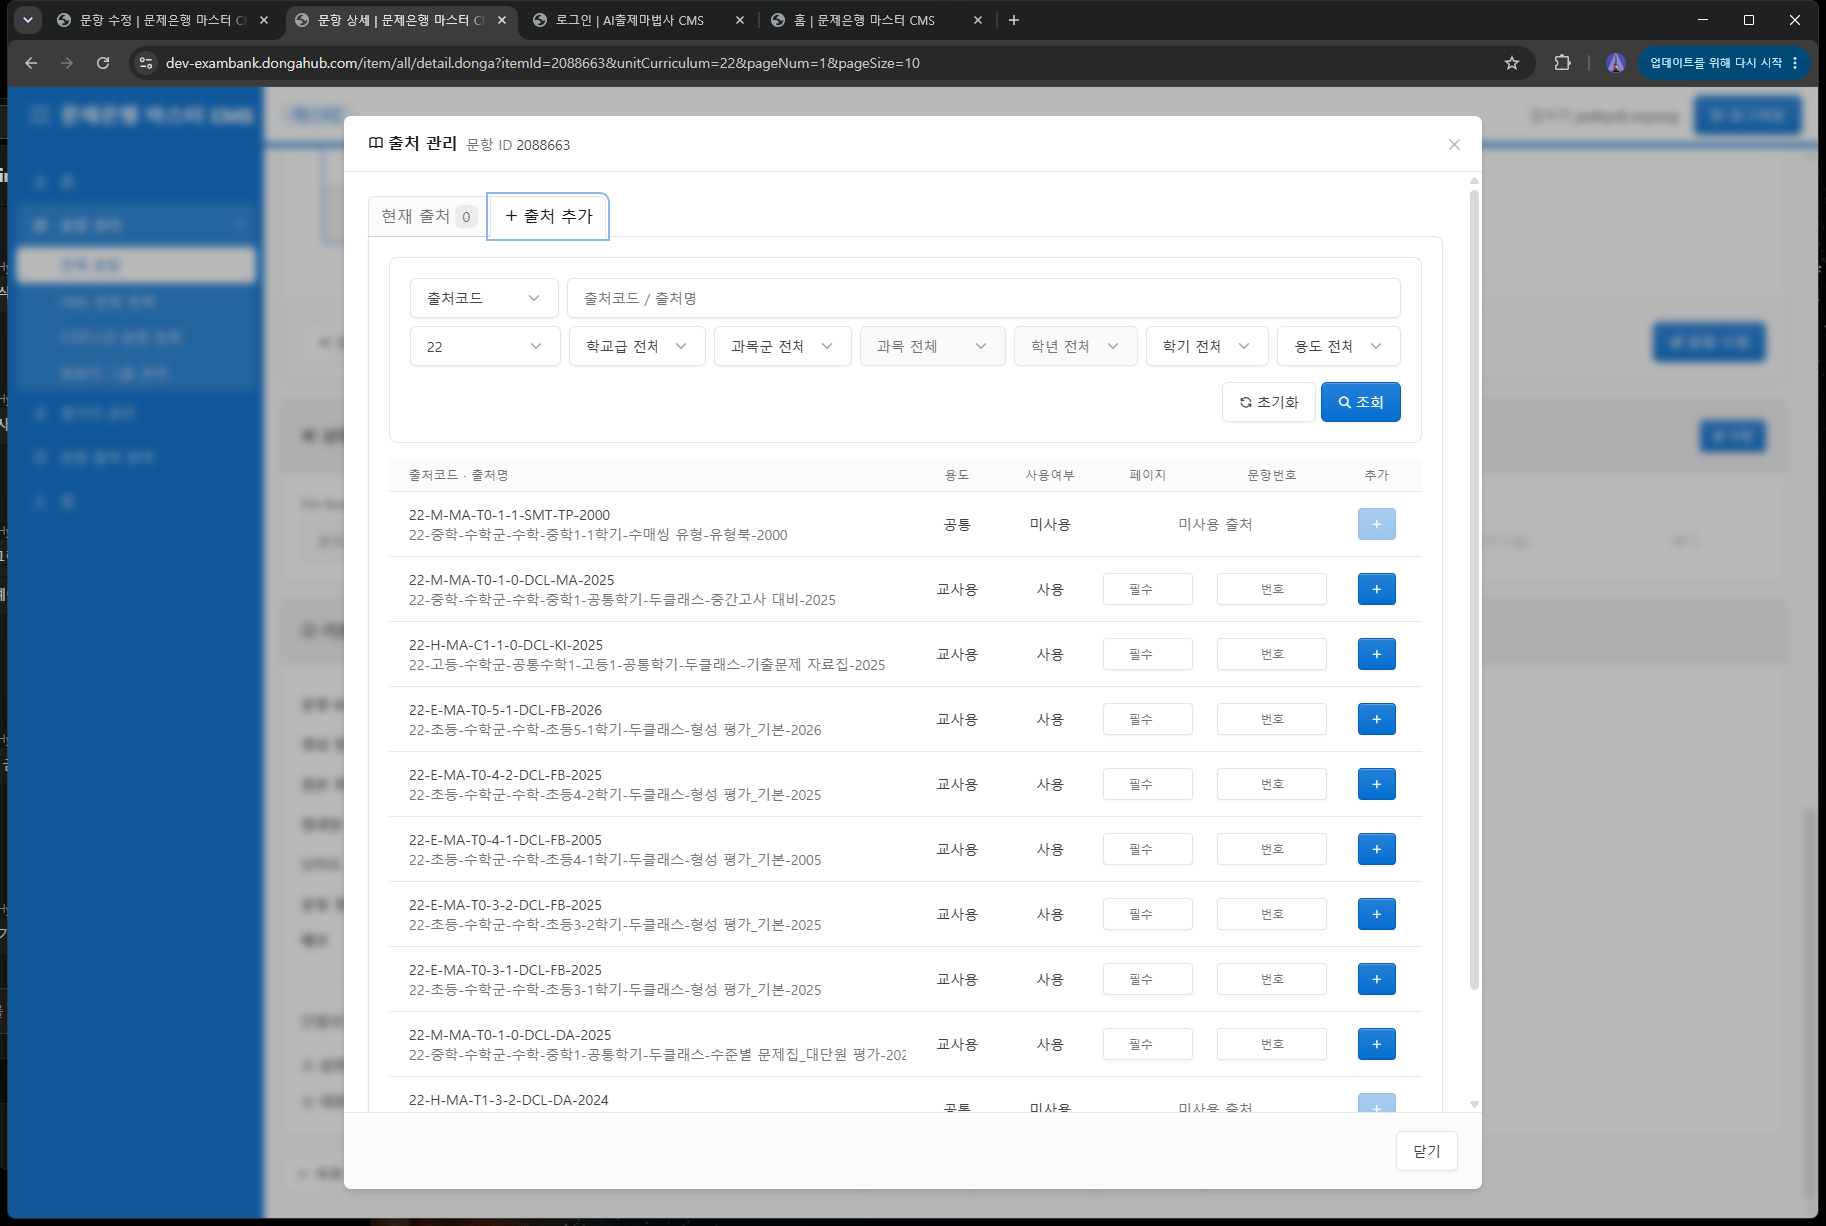 문항 수정 | 문제은행 마스터 C
문항 상세 | 문제은행 마스터 C
로그인 | AI출제마법사 CMS
홈 | 문제은행 마스터 CMS
dev-exambank.dongahub.com/item/all/detail.donga?itemId=2088663&unitCurriculum=22&pageNum=1&pageSize=10
업데이트를 위해 다시 시작
문제은행 마스터 CMS
출처 관리 문항 ID 2088663
현재 출처 0
+ 출처 추가
출처코드
출처코드 / 출처명
22
학교급 전체
과목군 전체
과목 전체
학년 전체
학기 전체
용도 전체
초기화
조회
출처코드 · 출처명 용도 사용여부 페이지 문항번호 추가
22-M-MA-T0-1-1-SMT-TP-2000
22-중학-수학군-수학-중학1-1학기-수매씽 유형-유형북-2000
공통 미사용 미사용 출처 +
22-M-MA-T0-1-0-DCL-MA-2025
22-중학-수학군-수학-중학1-공통학기-두클래스-중간고사 대비-2025
교사용 사용 필수 번호 +
22-H-MA-C1-1-0-DCL-KI-2025
22-고등-수학군-공통수학1-고등1-공통학기-두클래스-기출문제 자료집-2025
교사용 사용 필수 번호 +
22-E-MA-T0-5-1-DCL-FB-2026
22-초등-수학군-수학-초등5-1학기-두클래스-형성 평가_기본-2026
교사용 사용 필수 번호 +
22-E-MA-T0-4-2-DCL-FB-2025
22-초등-수학군-수학-초등4-2학기-두클래스-형성 평가_기본-2025
교사용 사용 필수 번호 +
22-E-MA-T0-4-1-DCL-FB-2005
22-초등-수학군-수학-초등4-1학기-두클래스-형성 평가_기본-2005
교사용 사용 필수 번호 +
22-E-MA-T0-3-2-DCL-FB-2025
22-초등-수학군-수학-초등3-2학기-두클래스-형성 평가_기본-2025
교사용 사용 필수 번호 +
22-E-MA-T0-3-1-DCL-FB-2025
22-초등-수학군-수학-초등3-1학기-두클래스-형성 평가_기본-2025
교사용 사용 필수 번호 +
22-M-MA-T0-1-0-DCL-DA-2025
22-중학-수학군-수학-중학1-공통학기-두클래스-수준별 문제집_대단원 평가-202
교사용 사용 필수 번호 +
22-H-MA-T1-3-2-DCL-DA-2024
공통 미사용 미사용 출처 +
닫기